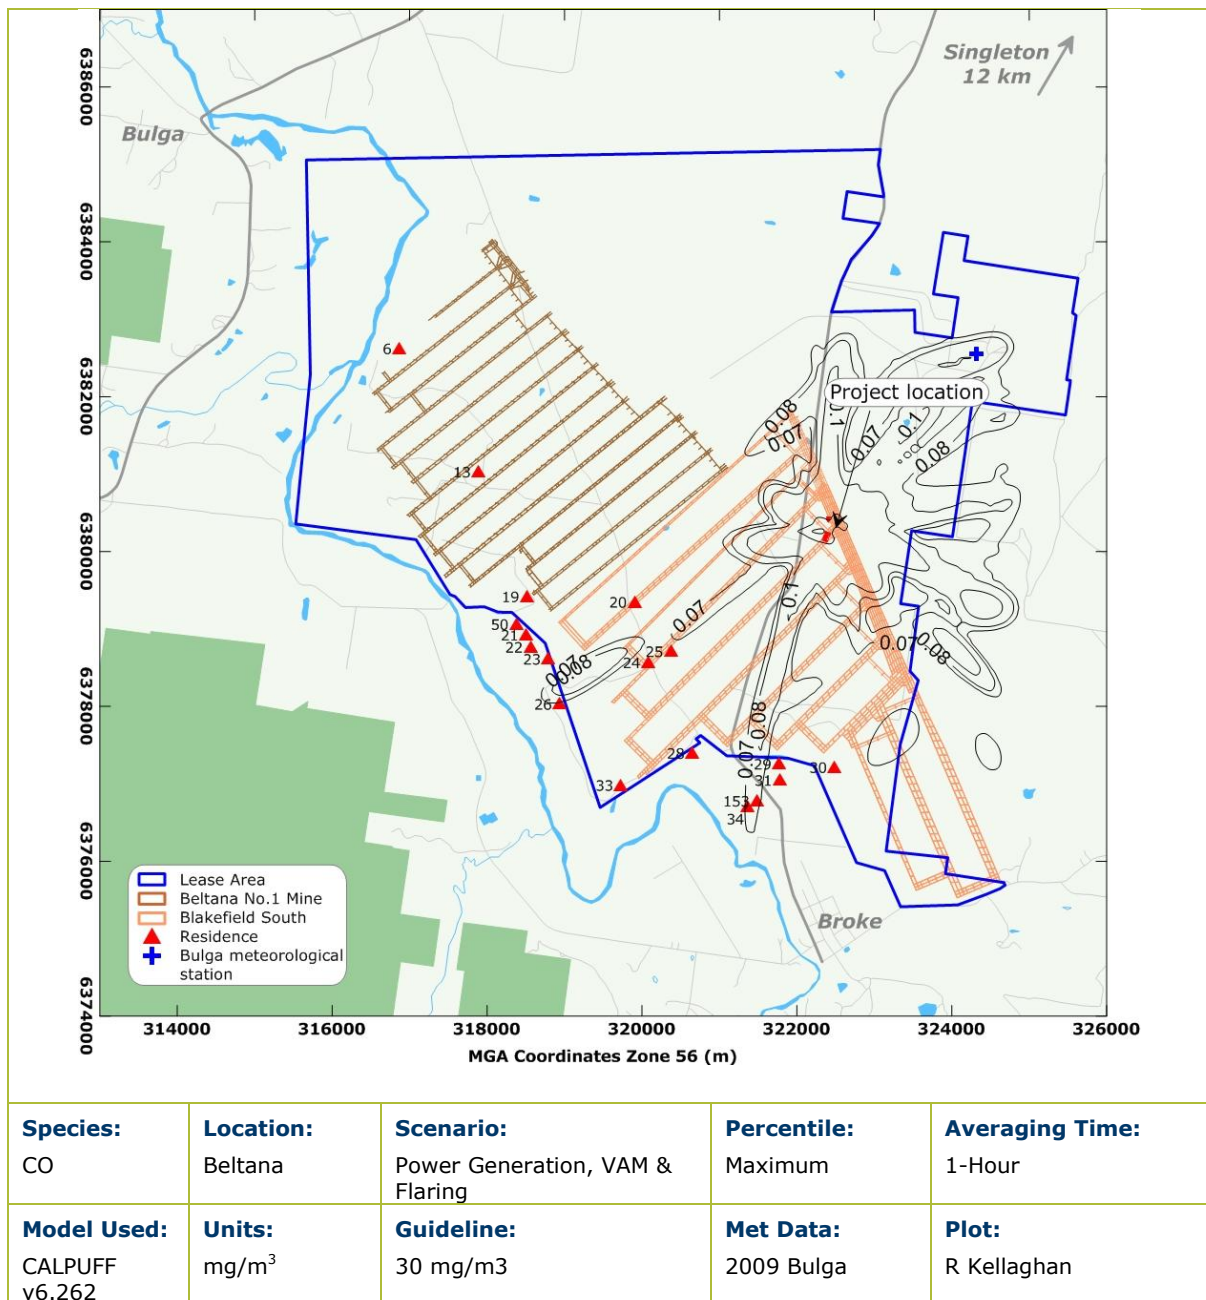 Singleton
12 km
6386000
Bulga
6384000
6
6382000
Project location
0.08
0.07
0.1
0.07
0.1
0.08
13
6380000
19
20
0.07
0.1
50
21
22
23
24
25
0.07
0.08
0.07
0.08
26
6378000
0.08
0.07
28
29
30
31
33
153
34
6376000
Lease Area
Beltana No.1 Mine
Blakefield South
Residence
Bulga meteorological
station
Broke
6374000
314000 316000 318000 320000 322000 324000 326000
MGA Coordinates Zone 56 (m)
Species: Location: Scenario: Percentile: Averaging Time:
CO Beltana Power Generation, VAM & Maximum 1-Hour
Flaring
Model Used: Units: Guideline: Met Data: Plot:
CALPUFF mg/m³ 30 mg/m3 2009 Bulga R Kellaghan
v6.262